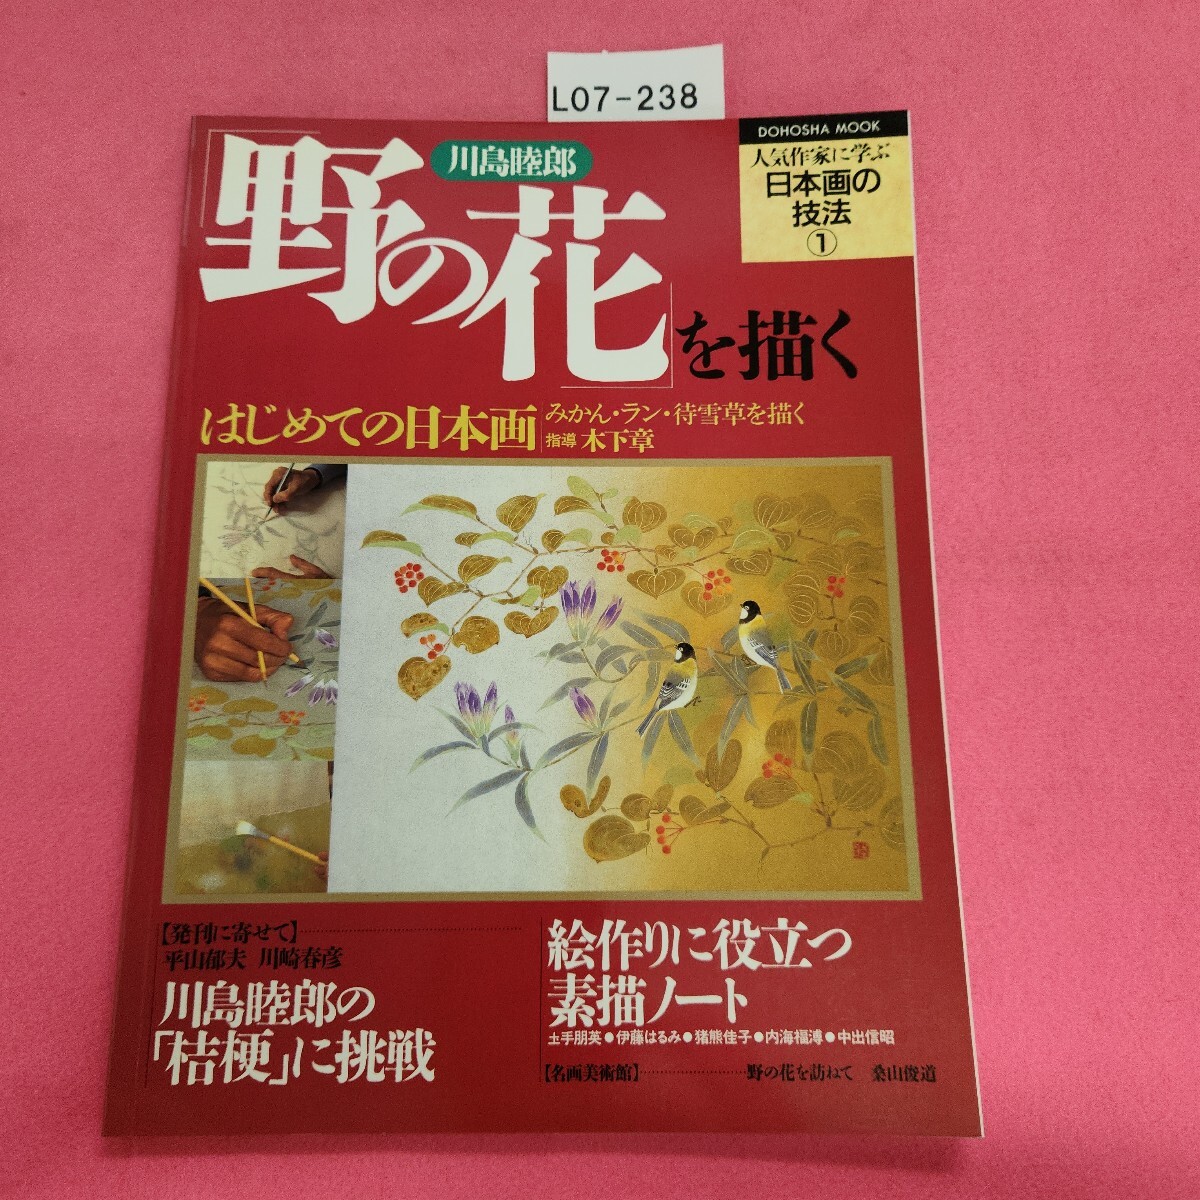 L07-238
DOHOSHA MOOK
人気作家に学ぶ
日本画の
技法
①
川島睦郎
「野の花」を描く
はじめての日本画
みかん・ラン・待雪草を描く
指導 木下章
【発刊に寄せて】
平山郁夫 川崎春彦
川島睦郎の
「桔梗」に挑戦
絵作りに役立つ
素描ノート
土手朋英●伊藤はるみ●猪熊佳子●内海福溥●中出信昭
【名画美術館】 野の花を訪ねて 桑山俊道